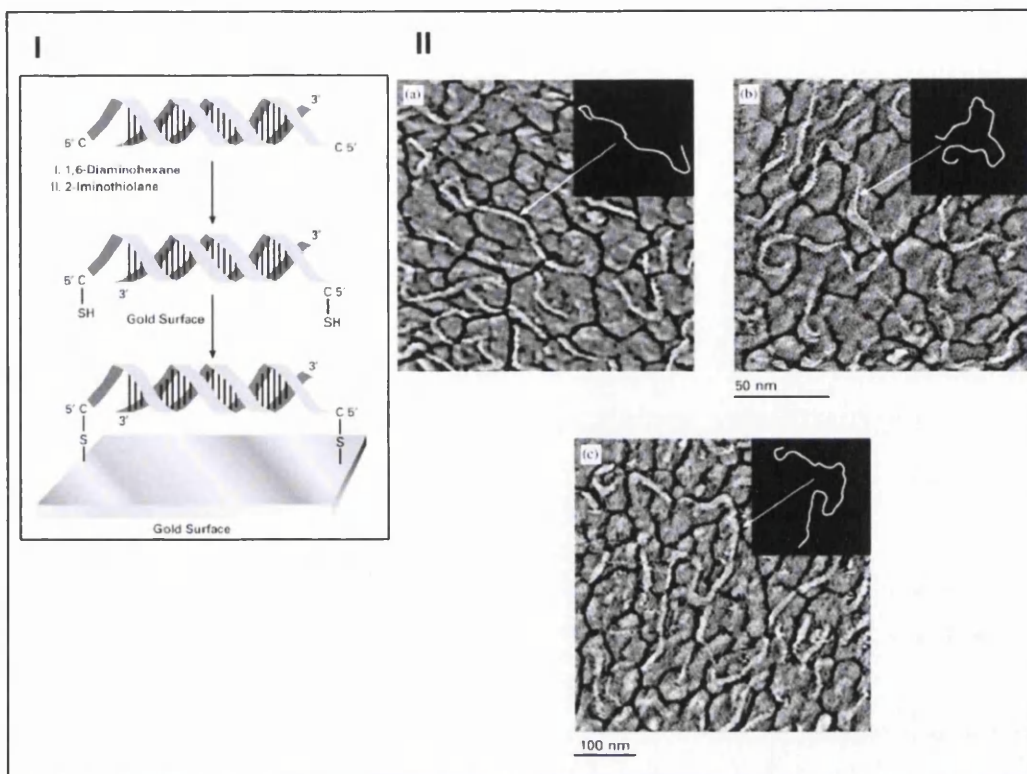 I
3'
5' C
C 5'
I. 1,6-Diaminohexane
II. 2-Iminothiolane
3'
5' C
C 5'
3'
SH
SH
Gold Surface
3'
5' C
C 5'
3'
S
S
Gold Surface
II
(a)
(b)
50 nm
(c)
100 nm